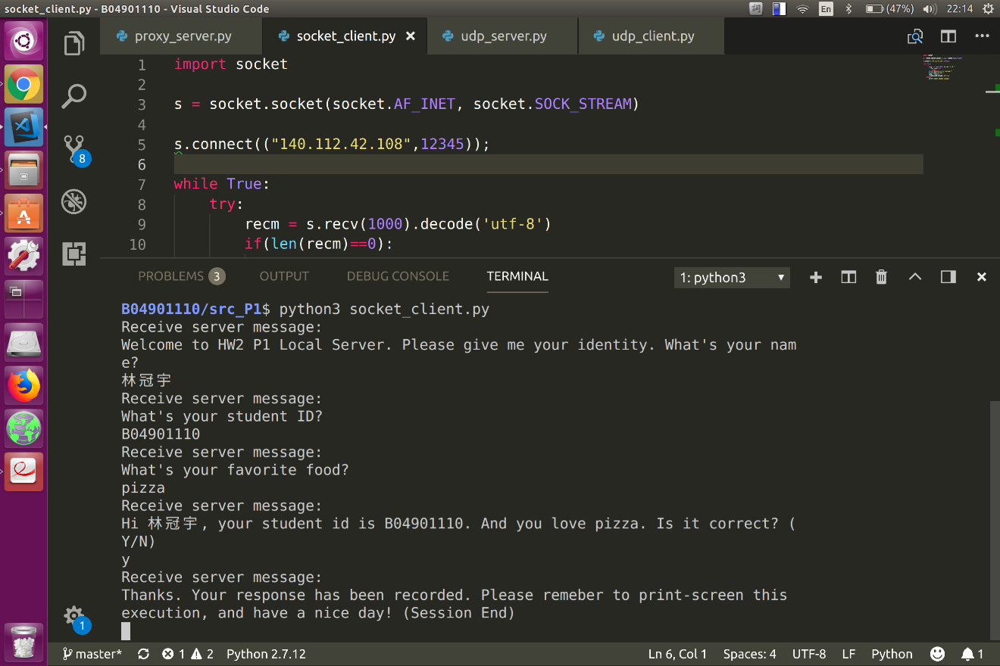 socket_client.py - B04901110 - Visual Studio Code
En
(47%)
22:14
proxy_server.py
socket_client.py
udp_server.py
udp_client.py
1 import socket
2
3 s = socket.socket(socket.AF_INET, socket.SOCK_STREAM)
4
5 s.connect(("140.112.42.108",12345));
6
7 while True:
8 try:
9 recm = s.recv(1000).decode('utf-8')
10 if(len(recm)==0):
8
PROBLEMS 3 OUTPUT DEBUG CONSOLE TERMINAL 1: python3
B04901110/src_P1$ python3 socket_client.py
Receive server message:
Welcome to HW2 P1 Local Server. Please give me your identity. What's your nam
e?
林冠宇
Receive server message:
What's your student ID?
B04901110
Receive server message:
What's your favorite food?
pizza
Receive server message:
Hi 林冠宇, your student id is B04901110. And you love pizza. Is it correct? (
Y/N)
y
Receive server message:
Thanks. Your response has been recorded. Please remeber to print-screen this
execution, and have a nice day! (Session End)
1
master* 1 2 Python 2.7.12 Ln 6, Col 1 Spaces: 4 UTF-8 LF Python 1